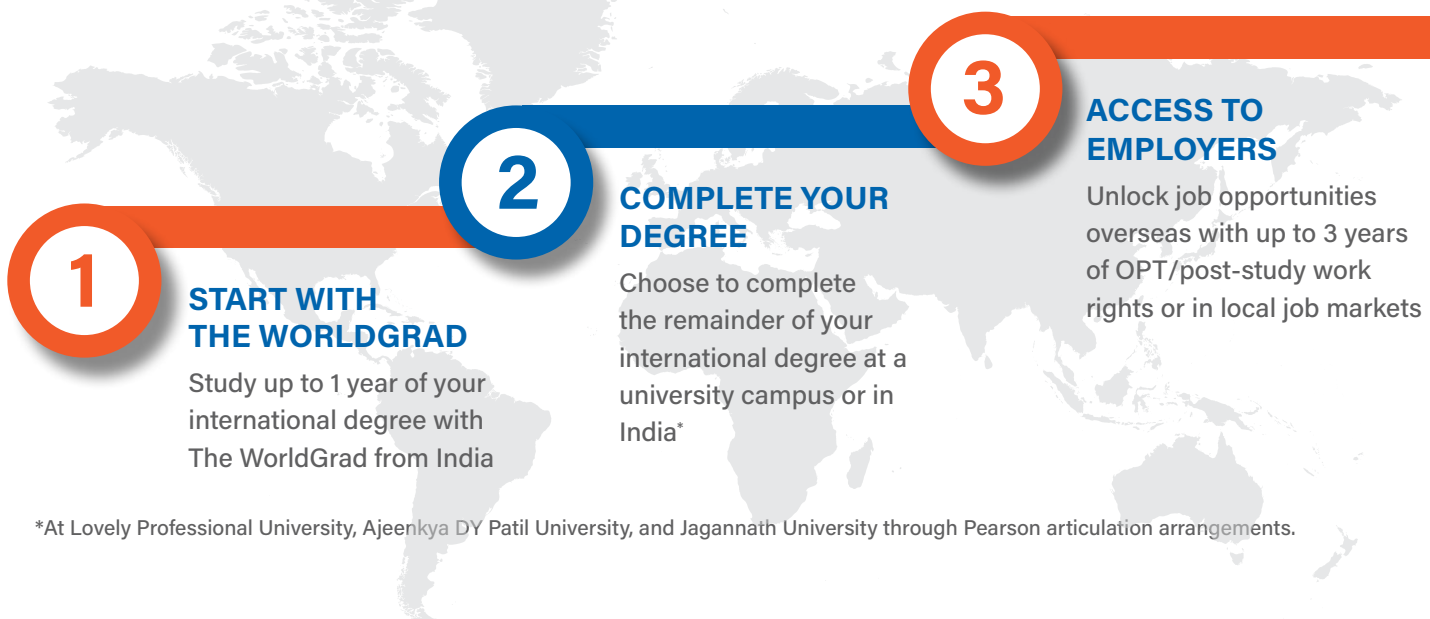 1
START WITH
THE WORLDGRAD
Study up to 1 year of your
international degree with
The WorldGrad from India
2
COMPLETE YOUR
DEGREE
Choose to complete
the remainder of your
international degree at a
university campus or in
India*
3
ACCESS TO
EMPLOYERS
Unlock job opportunities
overseas with up to 3 years
of OPT/post-study work
rights or in local job markets
*At Lovely Professional University, Ajeenkya DY Patil University, and Jagannath University through Pearson articulation arrangements.